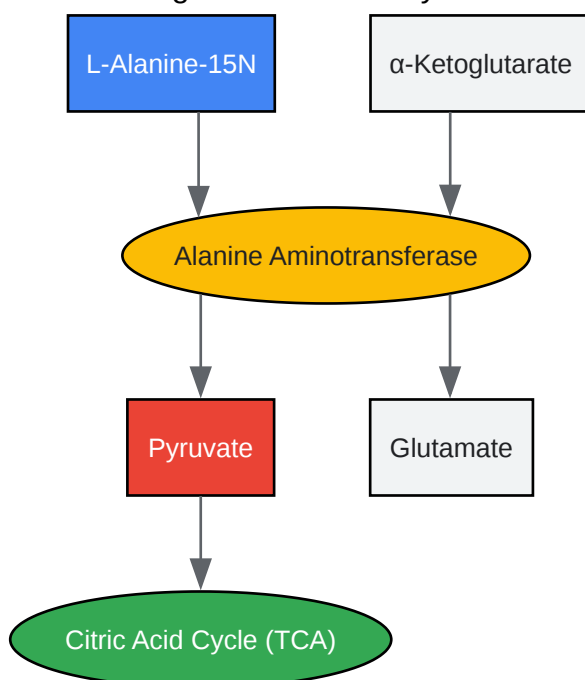 L-Alanine-15N
α-Ketoglutarate
Alanine Aminotransferase
Pyruvate
Glutamate
Citric Acid Cycle (TCA)